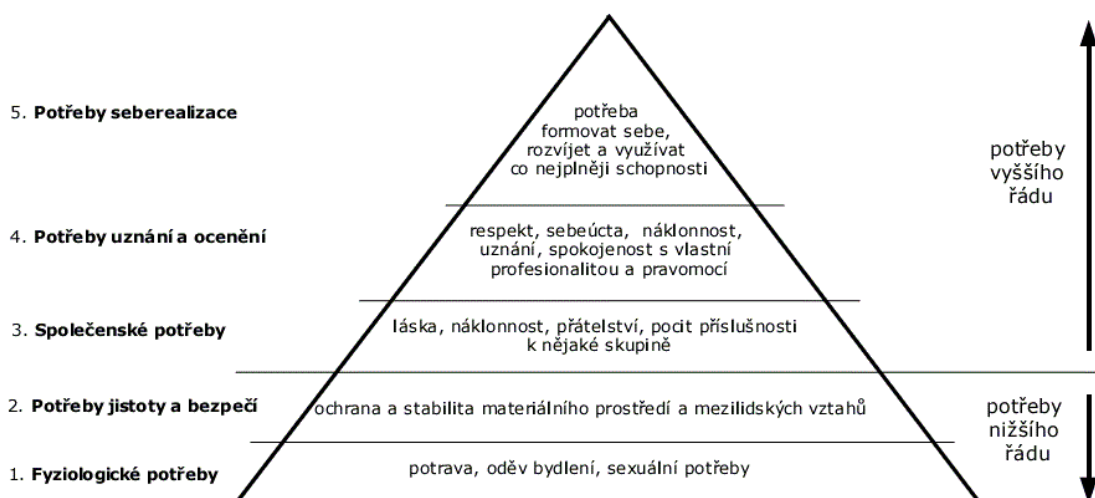 5. Potřeby seberealizace
potřeba
formovat sebe,
rozvíjet a využívat
co nejplněji schopnosti
potřeby
vyššího
řádu
4. Potřeby uznání a ocenění
respekt, sebeúcta, náklonnost,
uznání, spokojenost s vlastní
profesionalitou a pravomocí
3. Společenské potřeby
láska, náklonnost, přátelství, pocit příslušnosti
k nějaké skupině
2. Potřeby jistoty a bezpečí
ochrana a stabilita materiálního prostředí a mezilidských vztahů
potřeby
nižšího
řádu
1. Fyziologické potřeby
potrava, oděv bydlení, sexuální potřeby